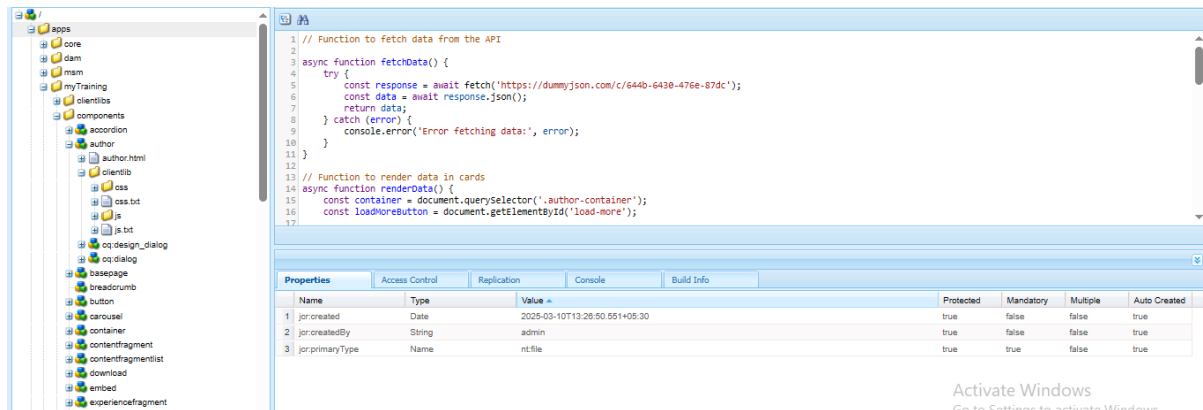 /
apps
core
dam
msm
myTraining
clientlibs
components
accordion
author
author.html
clientlib
css
css.txt
js
js.txt
cq:design_dialog
cq:dialog
basepage
breadcrumb
button
carousel
container
contentfragment
contentfragmentlist
download
embed
experiencefragment
1 // Function to fetch data from the API
2
3 async function fetchData() {
4 try {
5 const response = await fetch('https://dummyjson.com/c/644b-6430-476e-87dc');
6 const data = await response.json();
7 return data;
8 } catch (error) {
9 console.error('Error fetching data:', error);
10 }
11 }
12
13 // Function to render data in cards
14 async function renderData() {
15 const container = document.querySelector('.author-container');
16 const loadMoreButton = document.getElementById('load-more');
17
Properties Access Control Replication Console Build Info
Name Type Value Protected Mandatory Multiple Auto Created
1 jcr:created Date 2025-03-10T13:26:50.551+05:30 true false false true
2 jcr:createdBy String admin true false false true
3 jcr:primaryType Name nt:file true true false true
Activate Windows
Go to Settings to activate Windows.